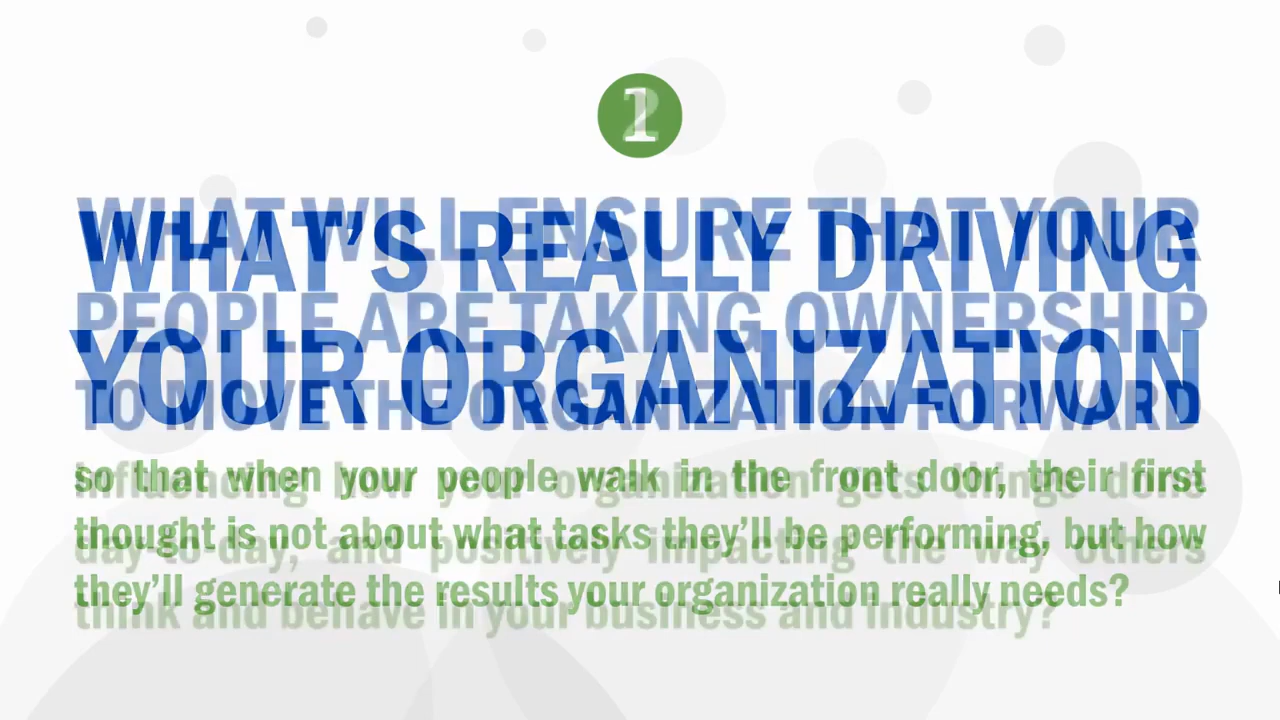 1
2
WHAT WILL ENSURE THAT YOUR
WHAT'S REALLY DRIVING
PEOPLE ARE TAKING OWNERSHIP
YOUR ORGANIZATION
TO MOVE THE ORGANIZATION FORWARD
so that when your people walk in the front door, their first
influencing organization gets things done
thought is not about what tasks they'll be performing, but how
day-to-day, and positively impacting the way others
they'll generate the results your organization really needs?
think and behave in your business and industry?